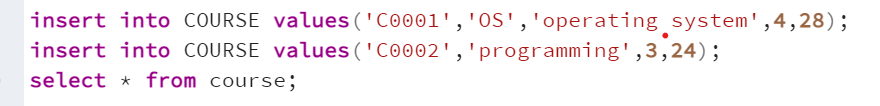 insert into COURSE values('C0001','OS','operating system',4,28);
insert into COURSE values('C0002','programming',3,24);
select * from course;